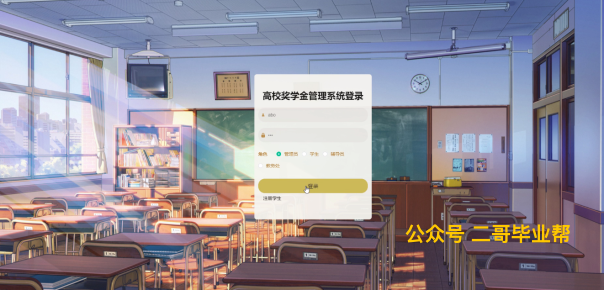 高校奖学金管理系统登录
abo
角色 管理员 学生 辅导员
登录
注册学生
公众号 二哥毕业帮